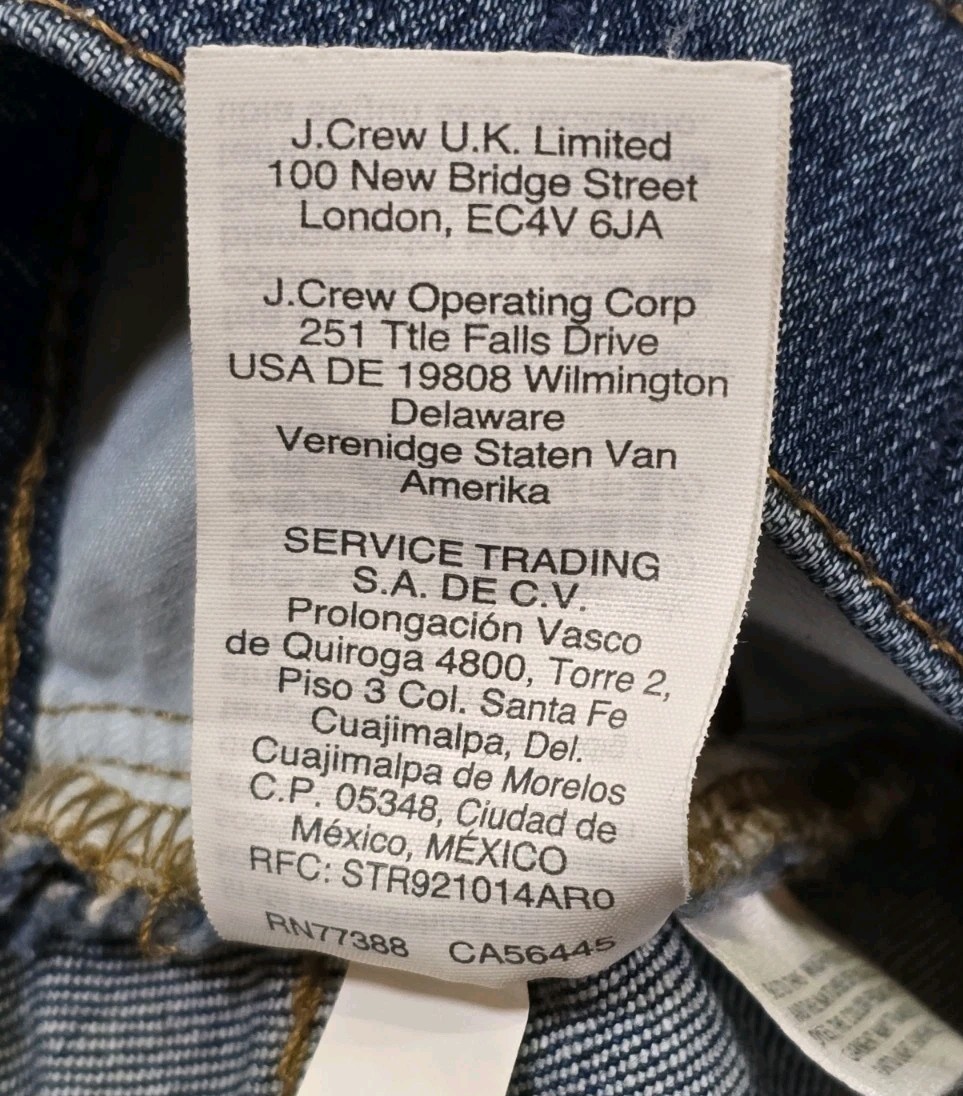 J.Crew U.K. Limited
100 New Bridge Street
London, EC4V 6JA
J.Crew Operating Corp
251 Ttle Falls Drive
USA DE 19808 Wilmington
Delaware
Verenidge Staten Van
Amerika
SERVICE TRADING
S.A. DE C.V.
Prolongación Vasco
de Quiroga 4800, Torre 2,
Piso 3 Col. Santa Fe
Cuajimalpa, Del.
Cuajimalpa de Morelos
C.P. 05348, Ciudad de
México, MÉXICO
RFC: STR921014AR0
RN77388 CA56445